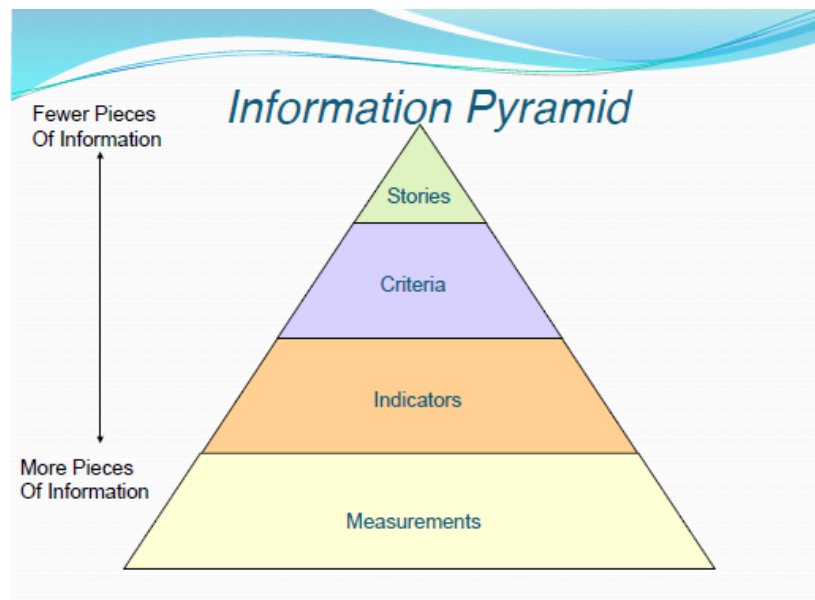 Information Pyramid
Fewer Pieces
Of Information
Stories
Criteria
Indicators
More Pieces
Of Information
Measurements